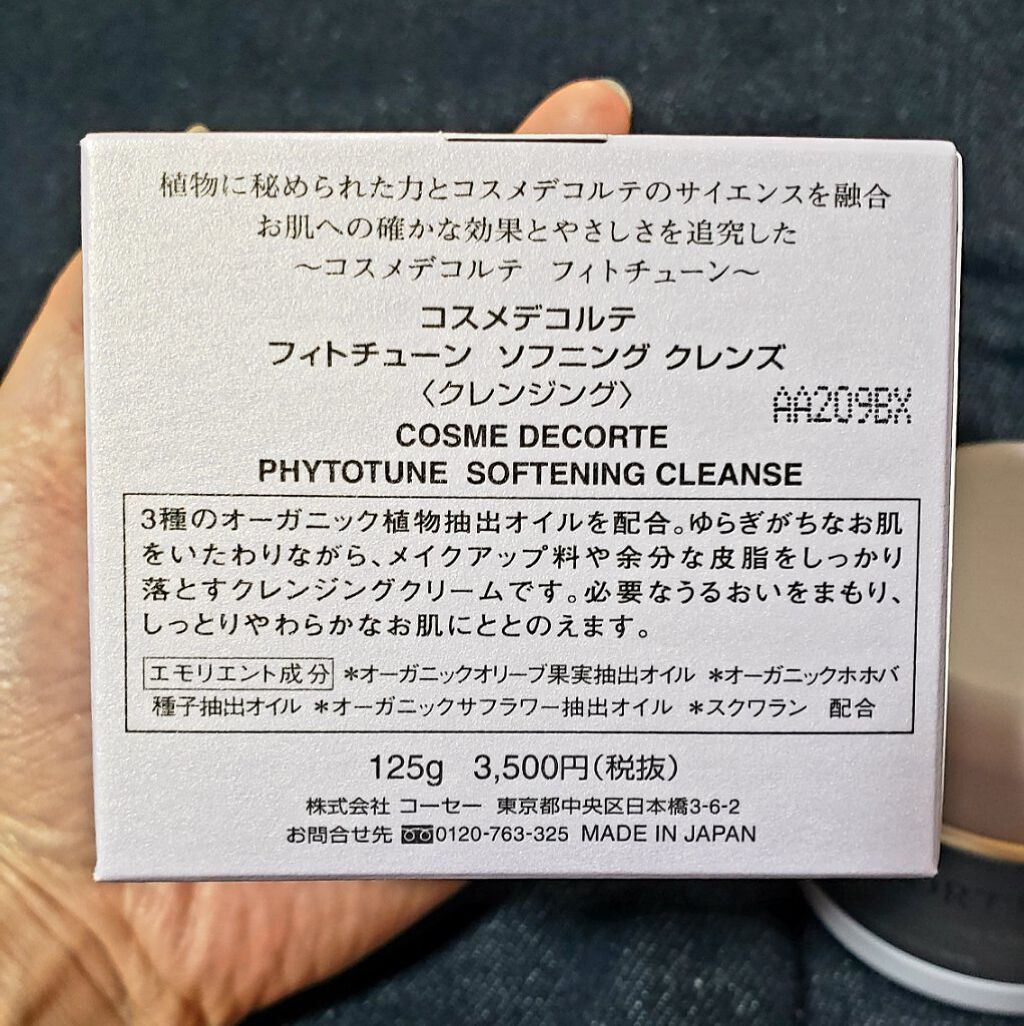 植物に秘められた力とコスメデコルテのサイエンスを融合
お肌への確かな効果とやさしさを追究した
～コスメデコルテ フィトチューン～
コスメデコルテ
フィトチューン ソフニング クレンズ
〈クレンジング〉
AA209BX
COSME DECORTE
PHYTOTUNE SOFTENING CLEANSE
3種のオーガニック植物抽出オイルを配合。ゆらぎがちなお肌
をいたわりながら、メイクアップ料や余分な皮脂をしっかり
落とすクレンジングクリームです。必要なうるおいをまもり、
しっとりやわらかなお肌にととのえます。
エモリエント成分 *オーガニックオリーブ果実抽出オイル *オーガニックホホバ
種子抽出オイル *オーガニックサフラワー抽出オイル *スクワラン 配合
125g 3,500円(税抜)
株式会社 コーセー 東京都中央区日本橋3-6-2
お問合せ先 0120-763-325 MADE IN JAPAN